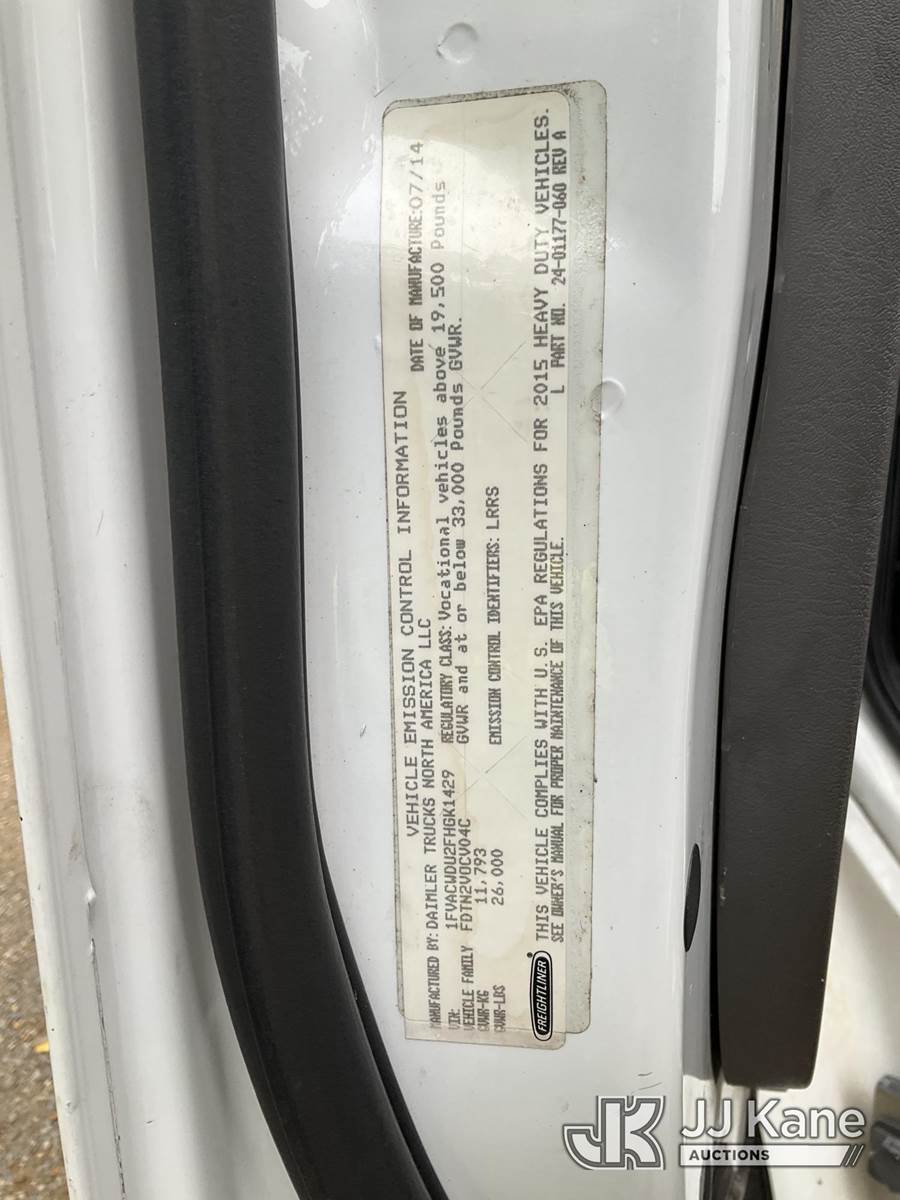 VEHICLE EMISSION CONTROL INFORMATION
MANUFACTURED BY: DAIMLER TRUCKS NORTH AMERICA LLC DATE OF MANUFACTURE: 07/14
VIN: 1FVACWDU2FHGK1429 REGULATORY CLASS: Vocational vehicles above 19,500 Pounds
VEHICLE FAMILY FDTN2VOCV04C GVWR and at or below 33,000 Pounds GVWR.
GVWR-KG 11,793
GVWR-LBS 26,000 EMISSION CONTROL IDENTIFIERS: LRRS
FREIGHTLINER
THIS VEHICLE COMPLIES WITH U.S. EPA REGULATIONS FOR 2015 HEAVY DUTY VEHICLES.
SEE OWNER'S MANUAL FOR PROPER MAINTENANCE OF THIS VEHICLE. L PART NO. 24-01177-060 REV A
JK JJ Kane
AUCTIONS